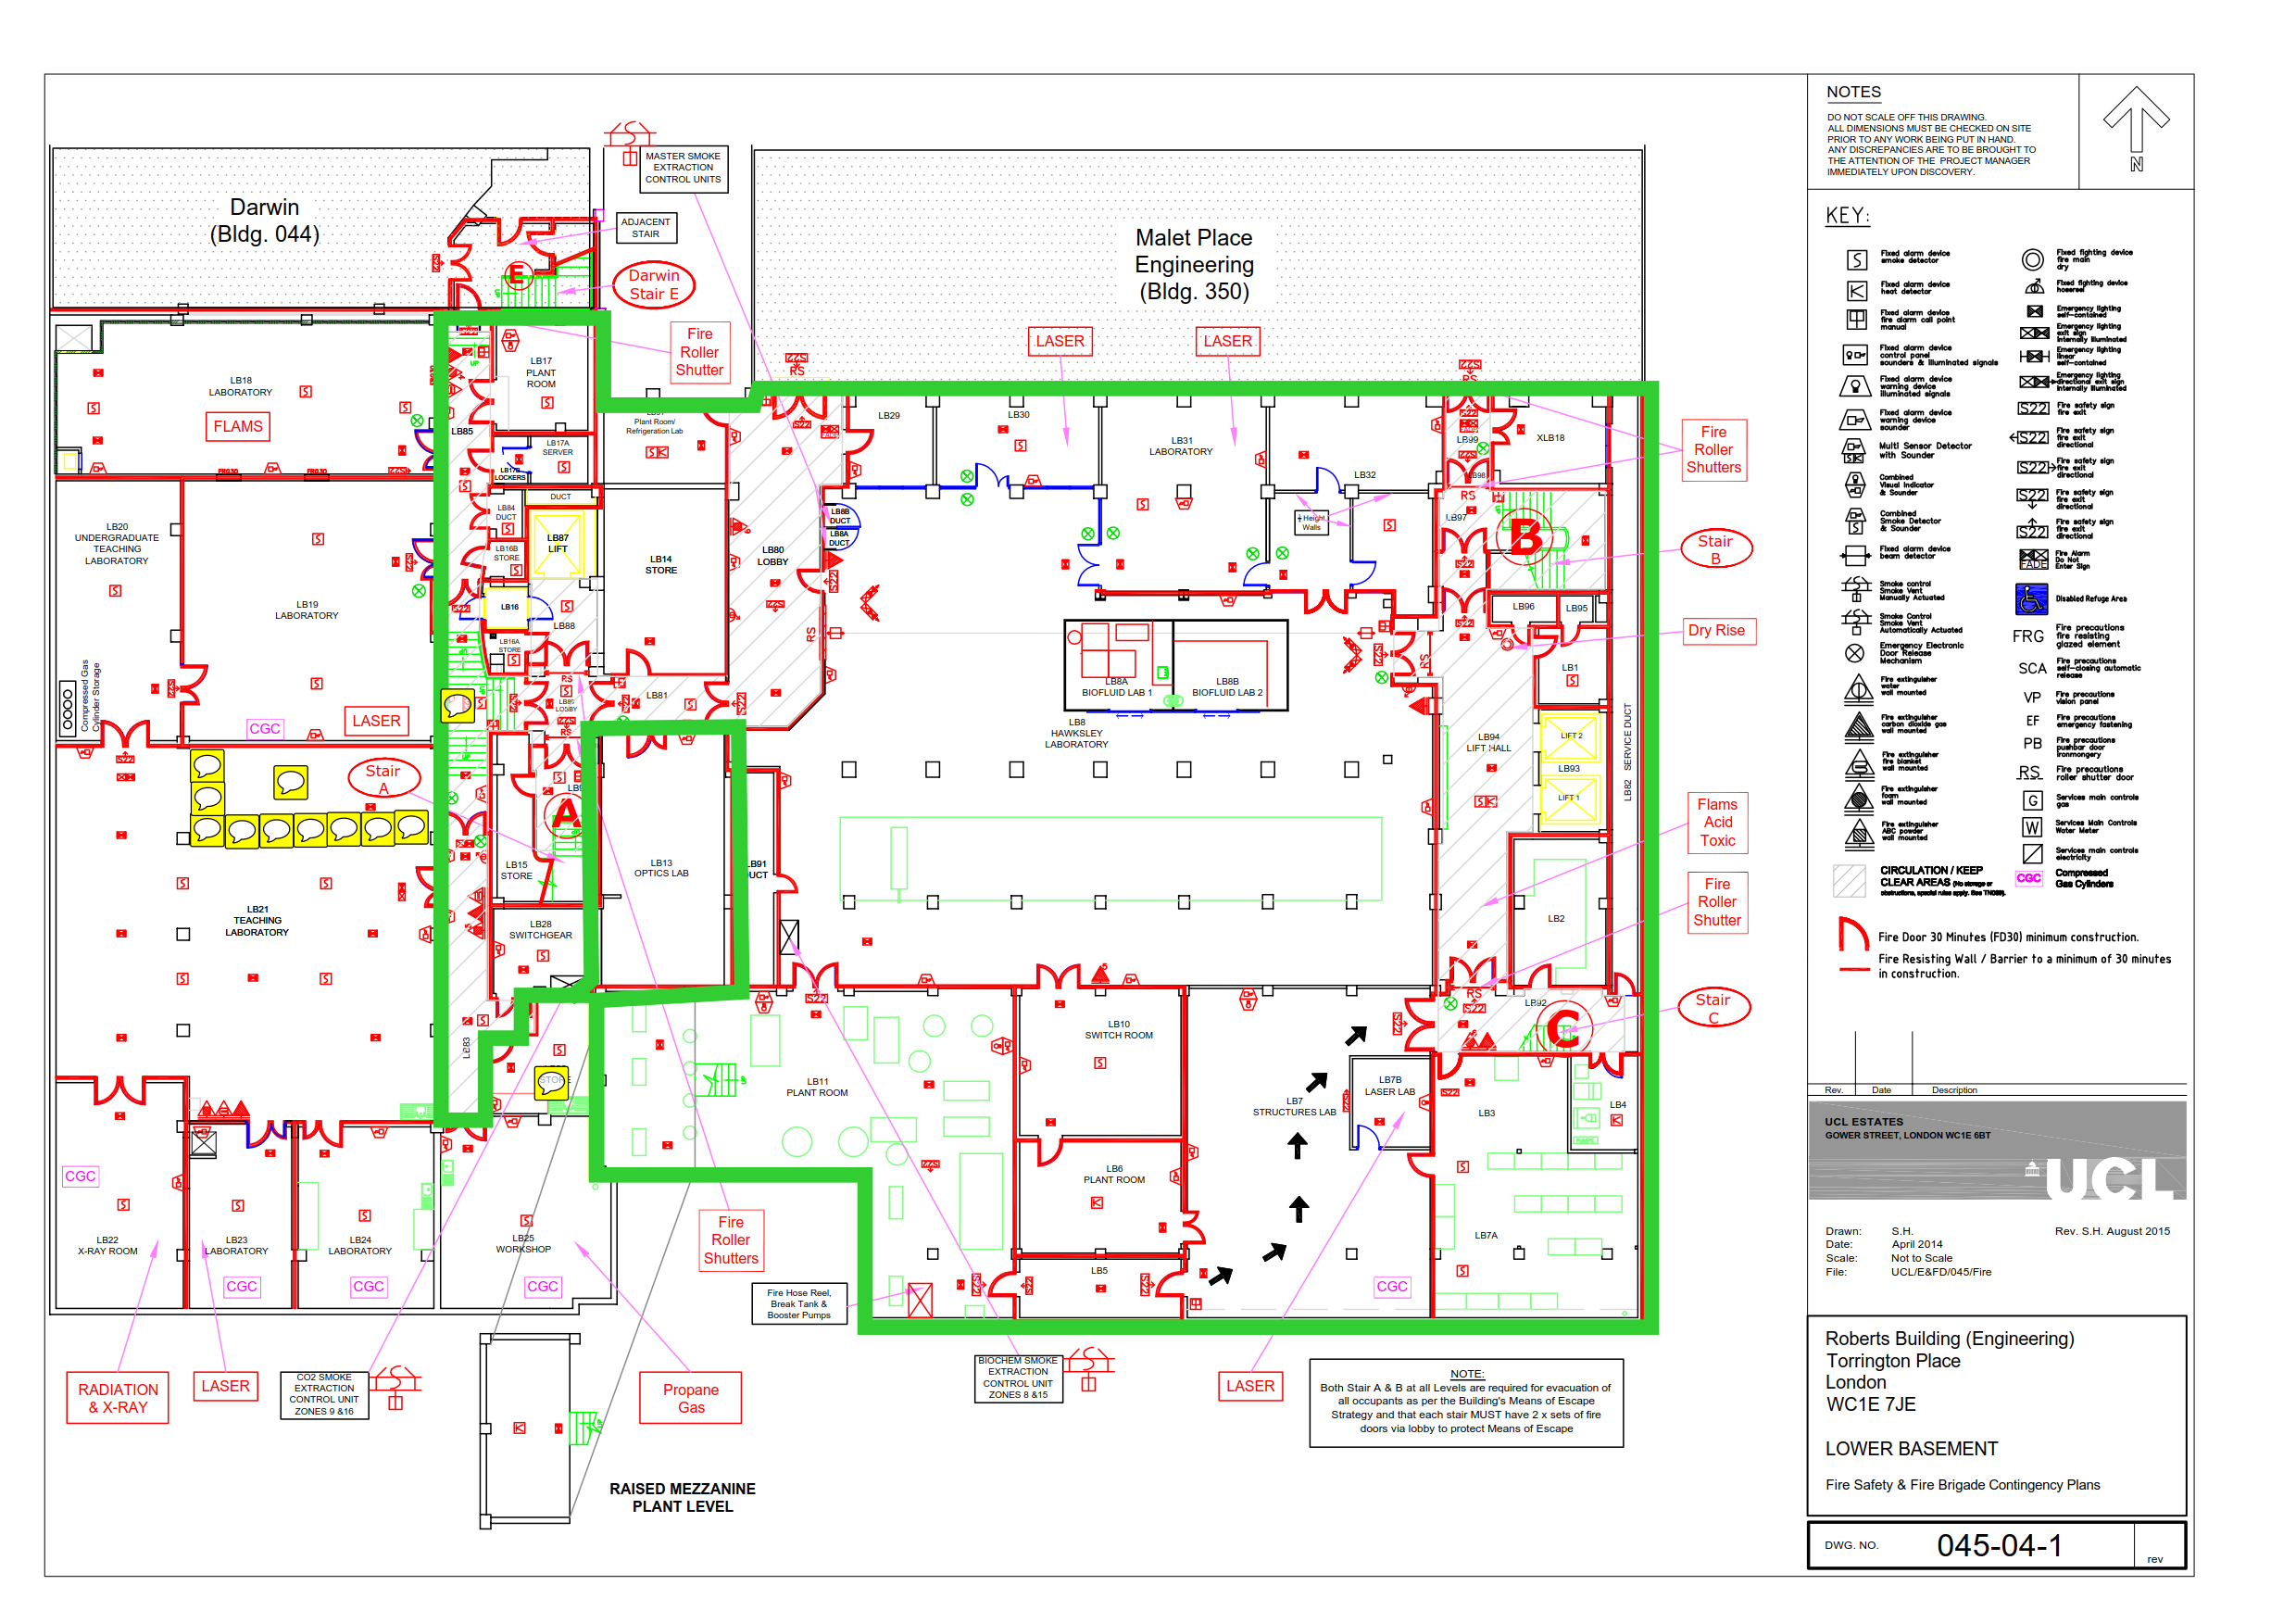 NOTES
DO NOT SCALE OFF THIS DRAWING.
ALL DIMENSIONS MUST BE CHECKED ON SITE
PRIOR TO ANY WORK BEING PUT IN HAND.
ANY DISCREPANCIES ARE TO BE BROUGHT TO
THE ATTENTION OF THE PROJECT MANAGER
IMMEDIATELY UPON DISCOVERY.
N
KEY:
Fixed alarm device
smoke detector
Fixed alarm device
heat detector
Fixed alarm device
fire alarm call point
manual
Fixed alarm device
control panel
sounders & illuminated signals
Fixed alarm device
warning device
illuminated signals
Fixed alarm device
warning device
sounder
Multi Sensor Detector
with Sounder
Combined
Visual Indicator
& Sounder
Combined
Smoke Detector
& Sounder
Fixed alarm device
beam detector
Smoke control
Smoke Vent
Manually Actuated
Smoke Control
Smoke Vent
Automatically Actuated
Emergency Electronic
Door Release
Mechanism
Fire extinguisher
water
wall mounted
Fire extinguisher
carbon dioxide gas
wall mounted
Fire extinguisher
fire blanket
wall mounted
Fire extinguisher
foam
wall mounted
Fire extinguisher
ABC powder
wall mounted
CIRCULATION / KEEP
CLEAR AREAS
Fixed fighting device
fire main
dry
Fixed fighting device
hosereel
Emergency lighting
self-contained
Emergency lighting
exit sign
internally illuminated
Emergency lighting
linear
self-contained
Emergency lighting
directional exit sign
internally illuminated
S22 Fire safety sign
fire exit
S22 Fire safety sign
fire exit
directional
S22 Fire safety sign
fire exit
directional
S22 Fire safety sign
fire exit
directional
S22 Fire safety sign
fire exit
directional
FADE Fire Alarm
Do Not
Enter Sign
Disabled Refuge Area
FRG Fire precautions
fire resisting
glazed element
SCA Fire precautions
self-closing automatic
release
VP Fire precautions
vision panel
EF Fire precautions
emergency fastening
PB Fire precautions
pushbar door
ironmongery
RS Fire precautions
roller shutter door
G Services main controls
gas
W Services Main Controls
Water Meter
Services main controls
electricity
CGC Compressed
Gas Cylinders
Fire Door 30 Minutes (FD30) minimum construction.
Fire Resisting Wall / Barrier to a minimum of 30 minutes
in construction.
Rev. Date Description
UCL ESTATES
GOWER STREET, LONDON WC1E 6BT
UCL
Drawn: S.H. Rev. S.H. August 2015
Date: April 2014
Scale: Not to Scale
File: UCL/E&FD/045/Fire
Roberts Building (Engineering)
Torrington Place
London
WC1E 7JE
LOWER BASEMENT
Fire Safety & Fire Brigade Contingency Plans
DWG. NO. 045-04-1 rev
Darwin
(Bldg. 044)
MASTER SMOKE
EXTRACTION
CONTROL UNITS
ADJACENT
STAIR
E
Darwin
Stair E
Malet Place
Engineering
(Bldg. 350)
Fire
Roller
Shutter
LASER
LASER
LB18
LABORATORY
FLAMS
LB85
LB17
PLANT
ROOM
LB17A
SERVER
LB17B
LOCKERS
Plant Room/
Refrigeration Lab
LB29
LB30
LB31
LABORATORY
LB32
LB99
LB98
XLB18
Fire
Roller
Shutters
LB20
UNDERGRADUATE
TEACHING
LABORATORY
LB19
LABORATORY
DUCT
LB84
DUCT
LB16B
STORE
LB87
LIFT
LB16
LB88
LB16A
STORE
LB14
STORE
LB80
LOBBY
LB8B
DUCT
LB8A
DUCT
½ Height
Walls
LB97
RS
B
Stair
B
LB96
LB95
Dry Rise
LB1
Compressed Gas
Cylinder Storage
CGC
LASER
LB81
LB8A
BIOFLUID LAB 1
LB8B
BIOFLUID LAB 2
LB8
HAWKSLEY
LABORATORY
LB94
LIFT HALL
LIFT 2
LB93
LIFT 1
LB82 SERVICE DUCT
Stair
A
A
LB15
STORE
LB13
OPTICS LAB
LB91
DUCT
Flams
Acid
Toxic
LB21
TEACHING
LABORATORY
LB28
SWITCHGEAR
LB2
Fire
Roller
Shutter
RS
LB92
C
Stair
C
LB83
STORE
LB11
PLANT ROOM
LB10
SWITCH ROOM
LB7
STRUCTURES LAB
LB7B
LASER LAB
LB3
LB4
LB6
PLANT ROOM
LB7A
LB5
CGC
CGC
LB22
X-RAY ROOM
LB23
LABORATORY
CGC
LB24
LABORATORY
CGC
LB25
WORKSHOP
CGC
Fire
Roller
Shutters
Fire Hose Reel,
Break Tank &
Booster Pumps
RADIATION
& X-RAY
LASER
CO2 SMOKE
EXTRACTION
CONTROL UNIT
ZONES 9 &16
Propane
Gas
BIOCHEM SMOKE
EXTRACTION
CONTROL UNIT
ZONES 8 &15
LASER
NOTE:
Both Stair A & B at all Levels are required for evacuation of
all occupants as per the Building's Means of Escape
Strategy and that each stair MUST have 2 x sets of fire
doors via lobby to protect Means of Escape
RAISED MEZZANINE
PLANT LEVEL